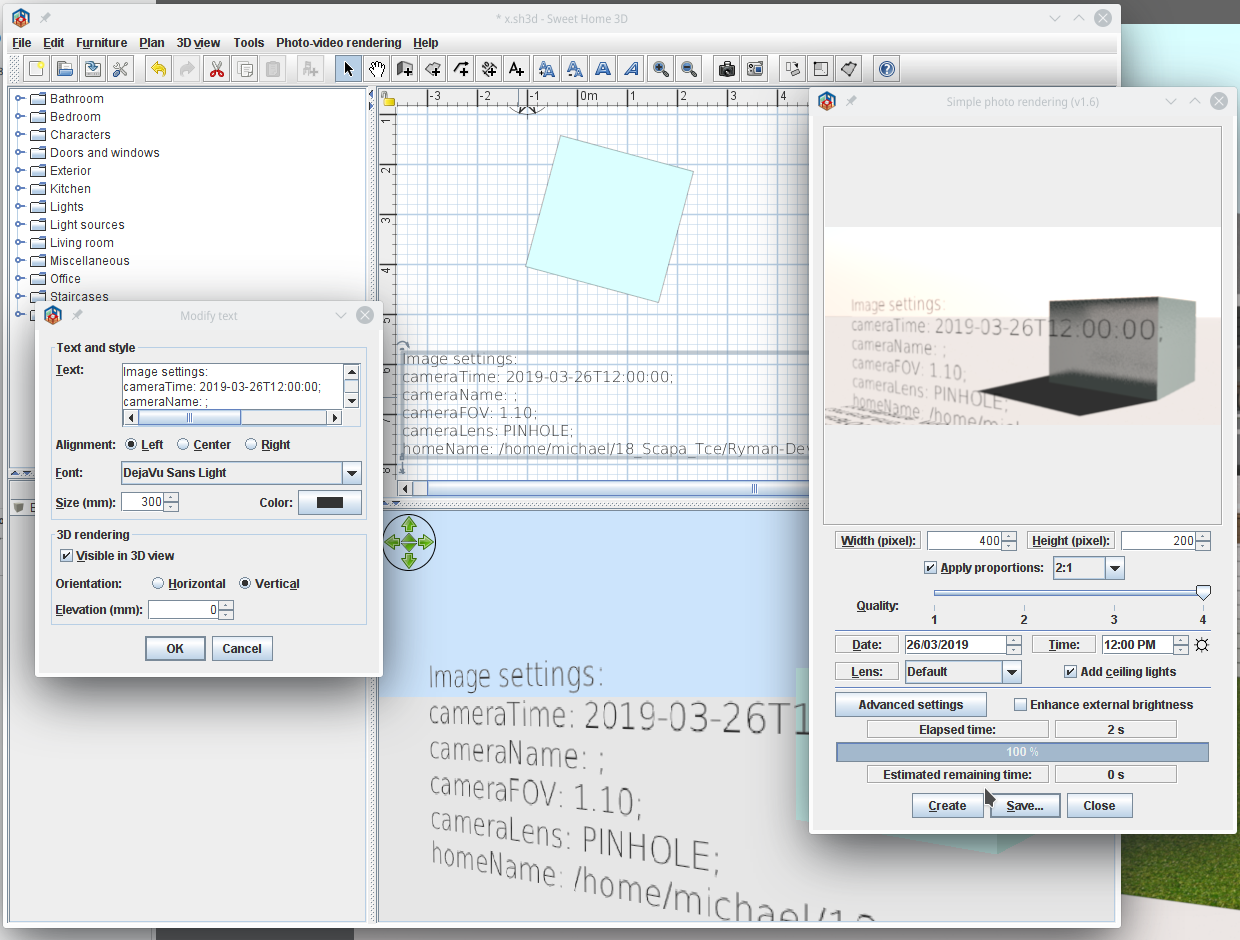 * x.sh3d - Sweet Home 3D
File Edit Furniture Plan 3D view Tools Photo-video rendering Help
Bathroom
Bedroom
Characters
Doors and windows
Exterior
Kitchen
Lights
Light sources
Living room
Miscellaneous
Office
Staircases
-3 -2 -1 0m 1 2 3 4
1
2
3
4
5
6
7
8
Image settings:
cameraTime: 2019-03-26T12:00:00;
cameraName: ;
cameraFOV: 1.10;
cameraLens: PINHOLE;
homeName: /home/michael/18_Scapa_Tce/Ryman-De
Image settings:
cameraTime: 2019-03-26T1
cameraName: ;
cameraFOV: 1.10;
cameraLens: PINHOLE;
homeName: /home/michael/1
Modify text
Text and style
Text:
Image settings:
cameraTime: 2019-03-26T12:00:00;
cameraName: ;
Alignment: Left Center Right
Font: DejaVu Sans Light
Size (mm): 300 Color:
3D rendering
Visible in 3D view
Orientation: Horizontal Vertical
Elevation (mm): 0
OK Cancel
Simple photo rendering (v1.6)
Image settings:
cameraTime: 2019-03-26T12:00:00;
cameraName: ;
cameraFOV: 1.10;
cameraLens: PINHOLE;
homeName: /home/m
Width (pixel): 400 Height (pixel): 200
Apply proportions: 2:1
Quality:
1 2 3 4
Date: 26/03/2019 Time: 12:00 PM
Lens: Default Add ceiling lights
Advanced settings Enhance external brightness
Elapsed time: 2 s
100 %
Estimated remaining time: 0 s
Create Save... Close